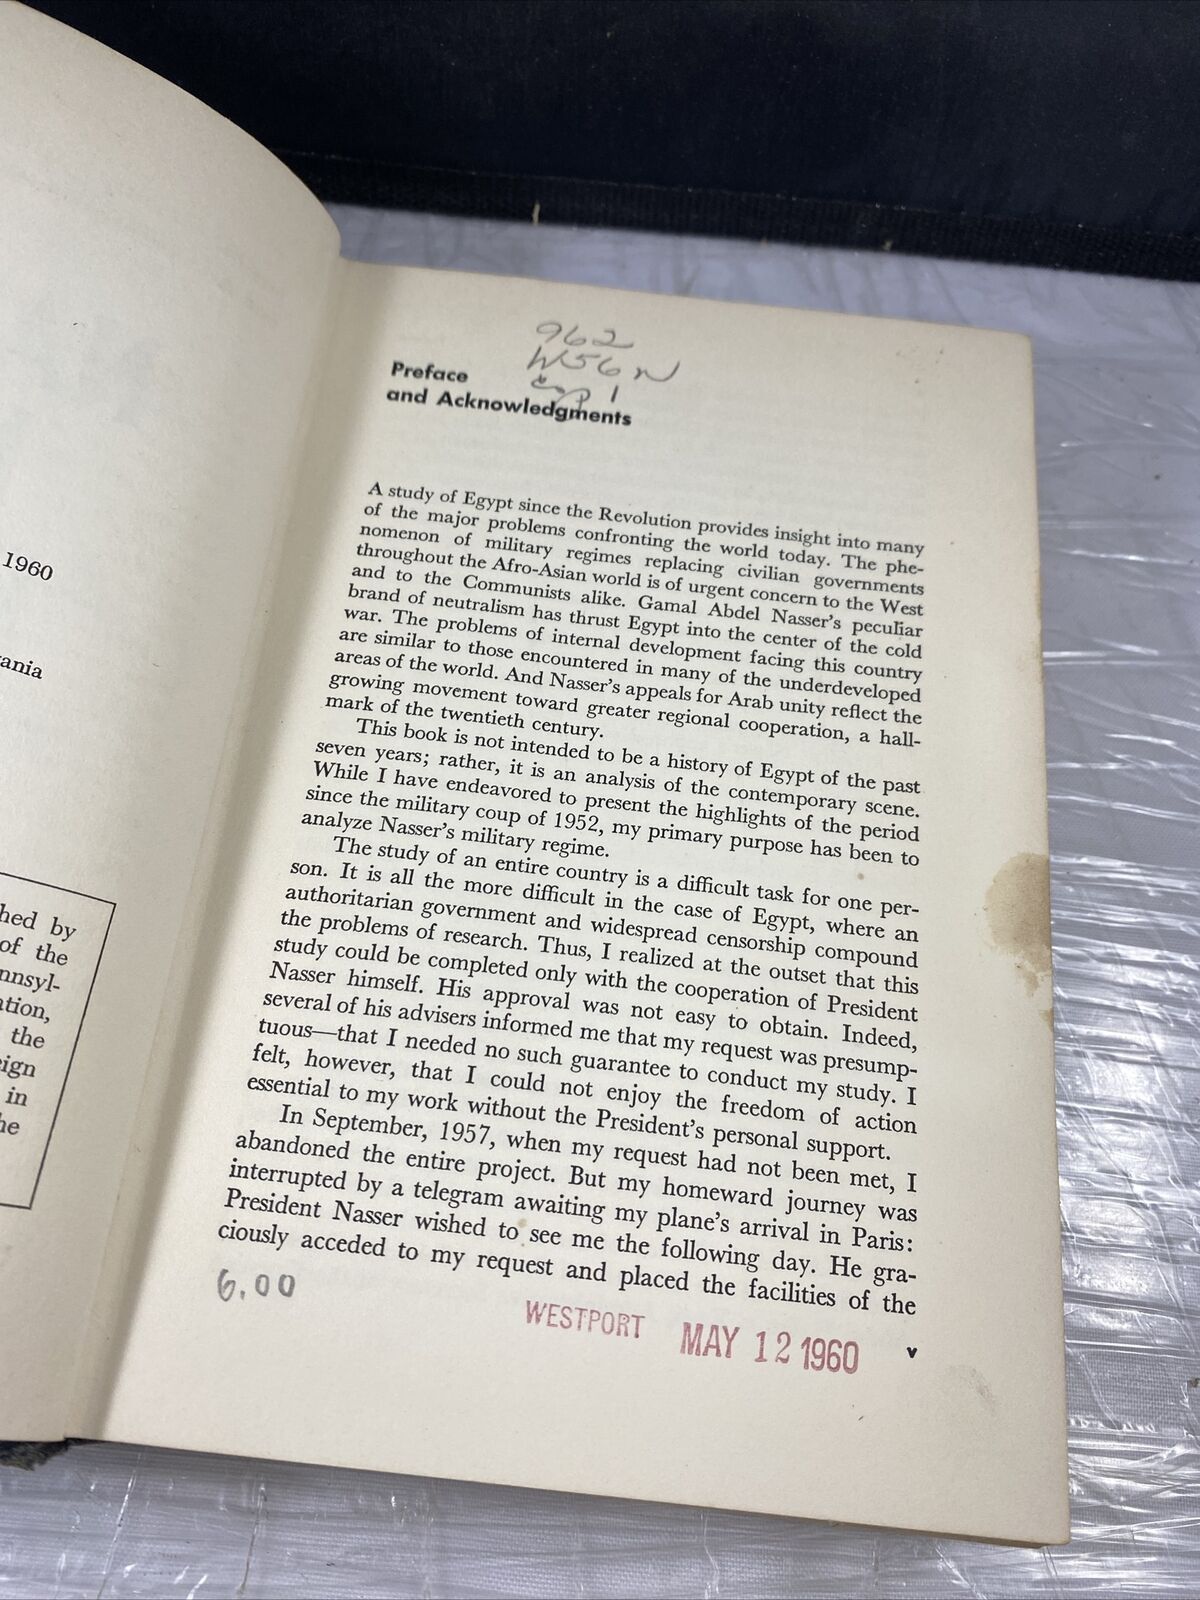 1960
vania
hed by
of the
nnsyl-
tion,
the
eign
in
he
962
W56n
cop 1
Preface
and Acknowledgments
A study of Egypt since the Revolution provides insight into many
of the major problems confronting the world today. The phe-
nomenon of military regimes replacing civilian governments
throughout the Afro-Asian world is of urgent concern to the West
and to the Communists alike. Gamal Abdel Nasser's peculiar
brand of neutralism has thrust Egypt into the center of the cold
war. The problems of internal development facing this country
are similar to those encountered in many of the underdeveloped
areas of the world. And Nasser's appeals for Arab unity reflect the
growing movement toward greater regional cooperation, a hall-
mark of the twentieth century.
This book is not intended to be a history of Egypt of the past
seven years; rather, it is an analysis of the contemporary scene.
While I have endeavored to present the highlights of the period
since the military coup of 1952, my primary purpose has been to
analyze Nasser's military regime.
The study of an entire country is a difficult task for one per-
son. It is all the more difficult in the case of Egypt, where an
authoritarian government and widespread censorship compound
the problems of research. Thus, I realized at the outset that this
study could be completed only with the cooperation of President
Nasser himself. His approval was not easy to obtain. Indeed,
several of his advisers informed me that my request was presump-
tuous—that I needed no such guarantee to conduct my study. I
felt, however, that I could not enjoy the freedom of action
essential to my work without the President's personal support.
In September, 1957, when my request had not been met, I
abandoned the entire project. But my homeward journey was
interrupted by a telegram awaiting my plane's arrival in Paris:
President Nasser wished to see me the following day. He gra-
ciously acceded to my request and placed the facilities of the
6.00
WESTPORT MAY 12 1960
v